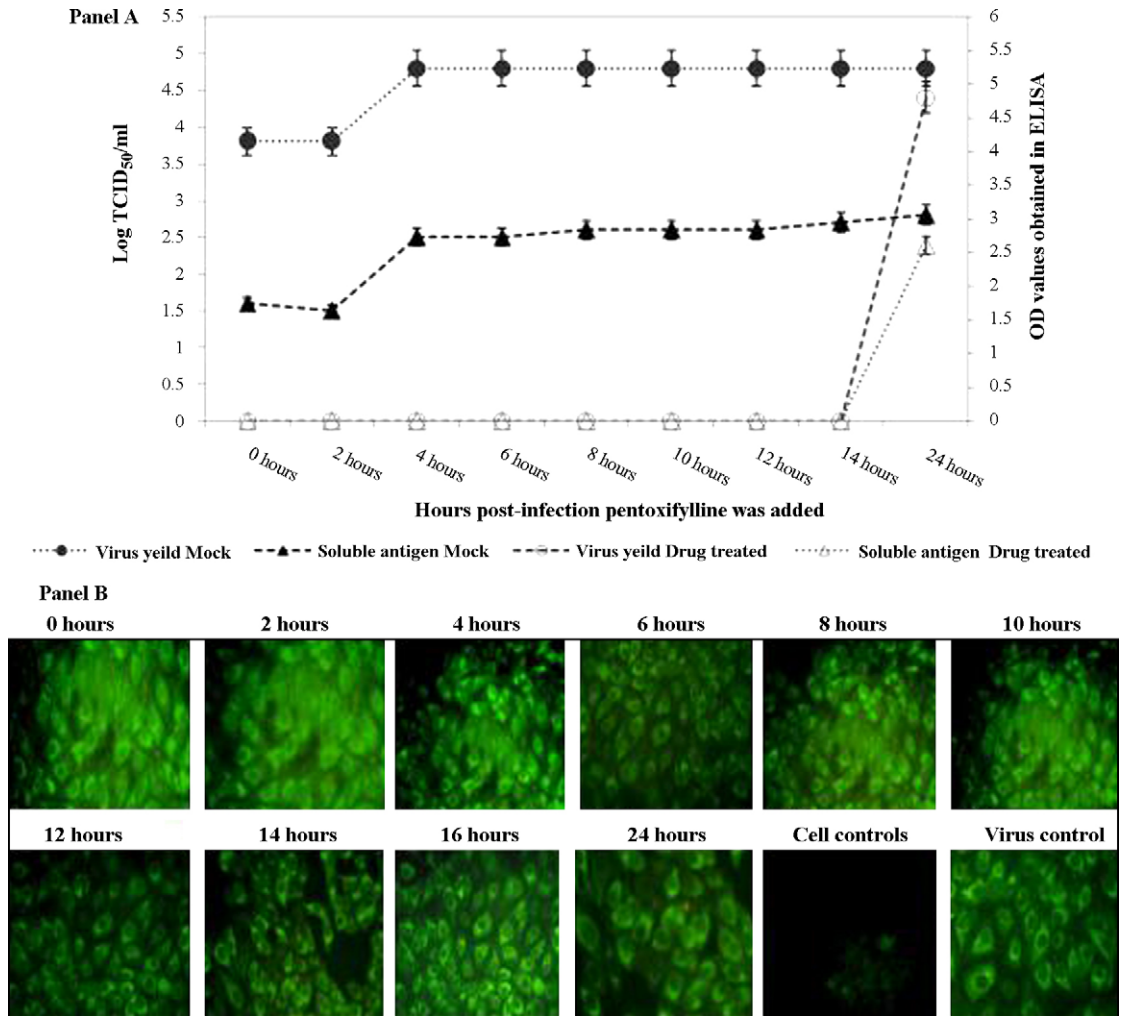 Panel A
5.5
5
4.5
4
3.5
3
2.5
2
1.5
1
0.5
0
Log TCID50/ml
6
5.5
5
4.5
4
3.5
3
2.5
2
1.5
1
0.5
0
OD values obtained in ELISA
0 hours 2 hours 4 hours 6 hours 8 hours 10 hours 12 hours 14 hours 24 hours
Hours post-infection pentoxifylline was added
Virus yeild Mock Soluble antigen Mock Virus yeild Drug treated Soluble antigen Drug treated
Panel B
0 hours 2 hours 4 hours 6 hours 8 hours 10 hours
12 hours 14 hours 16 hours 24 hours Cell controls Virus control